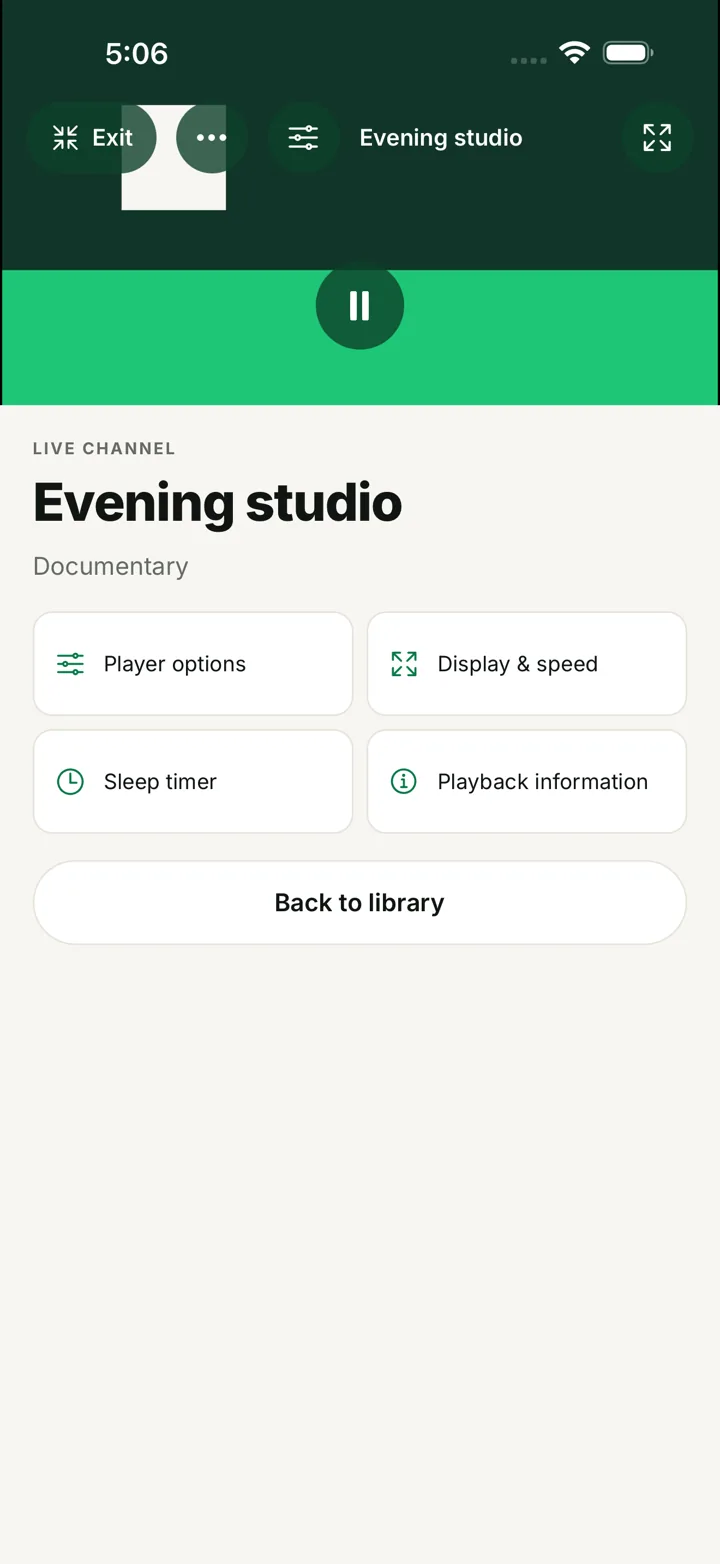 5:06
Exit
Evening studio
LIVE CHANNEL
Evening studio
Documentary
Player options
Display & speed
Sleep timer
Playback information
Back to library